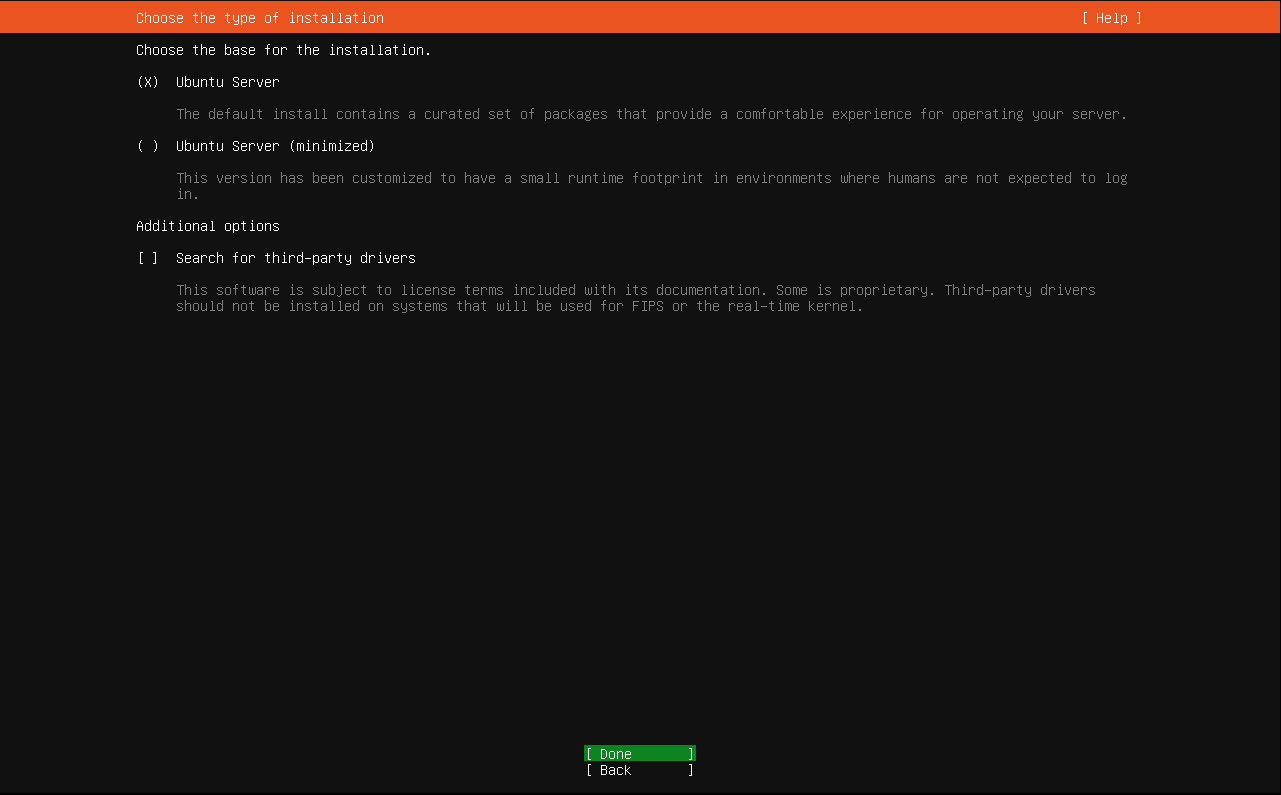 Choose the type of installation [ Help ]
Choose the base for the installation.
(X) Ubuntu Server
The default install contains a curated set of packages that provide a comfortable experience for operating your server.
( ) Ubuntu Server (minimized)
This version has been customized to have a small runtime footprint in environments where humans are not expected to log
in.
Additional options
[ ] Search for third-party drivers
This software is subject to license terms included with its documentation. Some is proprietary. Third-party drivers
should not be installed on systems that will be used for FIPS or the real-time kernel.
[ Done ]
[ Back ]